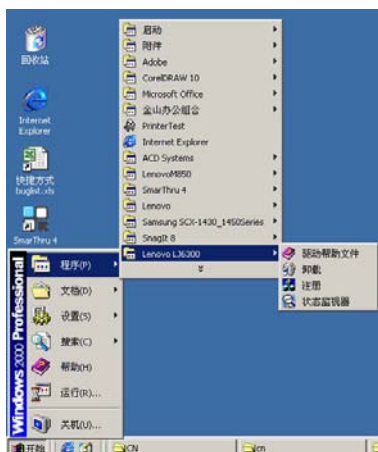 回收站
Internet
Explorer
快捷方式
buglist.xls
SmarThru 4
启动
附件
Adobe
CorelDRAW 10
Microsoft Office
金山办公组合
PrinterTest
Internet Explorer
ACD Systems
LenovoM850
SmarThru 4
Lenovo
Samsung SCX-1430_1450Series
SnagIt 8
Lenovo LJ6300
驱动帮助文件
卸载
注册
状态监视器
Windows 2000 Professional
程序(P)
文档(D)
设置(S)
搜索(C)
帮助(H)
运行(R)...
关机(U)...
开始
CN
cn